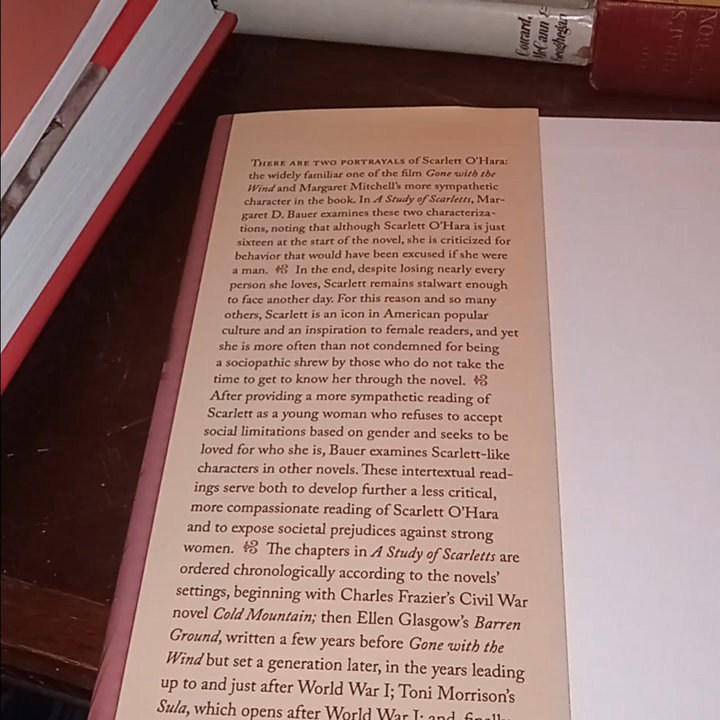 Coward,
McCann &
Geoghegan
THERE ARE TWO PORTRAYALS of Scarlett O'Hara:
the widely familiar one of the film Gone with the
Wind and Margaret Mitchell's more sympathetic
character in the book. In A Study of Scarletts, Mar-
garet D. Bauer examines these two characteriza-
tions, noting that although Scarlett O'Hara is just
sixteen at the start of the novel, she is criticized for
behavior that would have been excused if she were
a man. In the end, despite losing nearly every
person she loves, Scarlett remains stalwart enough
to face another day. For this reason and so many
others, Scarlett is an icon in American popular
culture and an inspiration to female readers, and yet
she is more often than not condemned for being
a sociopathic shrew by those who do not take the
time to get to know her through the novel.
After providing a more sympathetic reading of
Scarlett as a young woman who refuses to accept
social limitations based on gender and seeks to be
loved for who she is, Bauer examines Scarlett-like
characters in other novels. These intertextual read-
ings serve both to develop further a less critical,
more compassionate reading of Scarlett O'Hara
and to expose societal prejudices against strong
women. The chapters in A Study of Scarletts are
ordered chronologically according to the novels'
settings, beginning with Charles Frazier's Civil War
novel Cold Mountain; then Ellen Glasgow's Barren
Ground, written a few years before Gone with the
Wind but set a generation later, in the years leading
up to and just after World War I; Toni Morrison's
Sula, which opens after World War I; and, finally